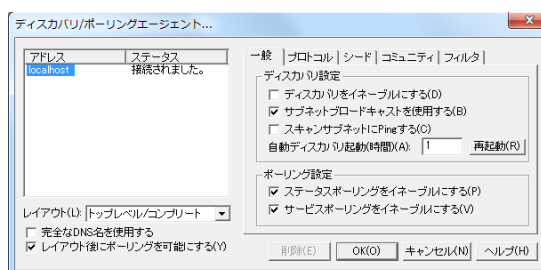 ディスカバリ/ポーリングエージェント...
アドレス ステータス
localhost 接続されました。
レイアウト(L): トップレベル/コンプリート
完全なDNS名を使用する
レイアウト後にポーリングを可能にする(Y)
一般 プロトコル シード コミュニティ フィルタ
ディスカバリ設定
ディスカバリをイネーブルにする(D)
サブネットブロードキャストを使用する(B)
スキャンサブネットにPingする(C)
自動ディスカバリ起動(時間)(A): 1 再起動(R)
ポーリング設定
ステータスポーリングをイネーブルにする(P)
サービスポーリングをイネーブルにする(V)
削除(E) OK(O) キャンセル(N) ヘルプ(H)